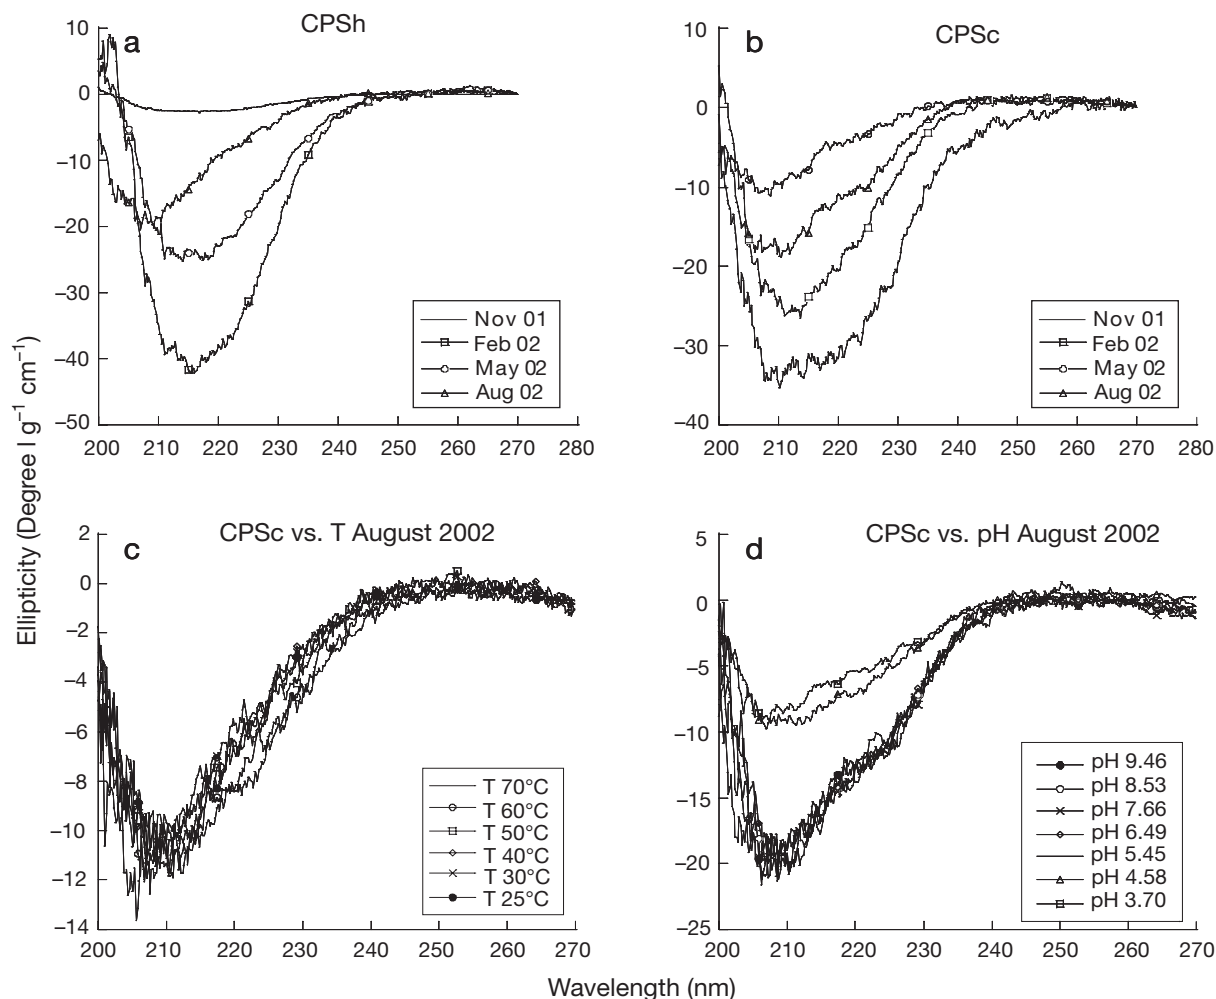 CPSh
a
10
0
−10
−20
−30
−40
−50
200 210 220 230 240 250 260 270 280
Nov 01
Feb 02
May 02
Aug 02
CPSc
b
10
0
−10
−20
−30
−40
200 210 220 230 240 250 260 270 280
Nov 01
Feb 02
May 02
Aug 02
Ellipticity (Degree l g−1 cm−1)
CPSc vs. T August 2002
c
2
0
−2
−4
−6
−8
−10
−12
−14
200 210 220 230 240 250 260 270
T 70°C
T 60°C
T 50°C
T 40°C
T 30°C
T 25°C
CPSc vs. pH August 2002
d
5
0
−5
−10
−15
−20
−25
200 210 220 230 240 250 260 270
pH 9.46
pH 8.53
pH 7.66
pH 6.49
pH 5.45
pH 4.58
pH 3.70
Wavelength (nm)